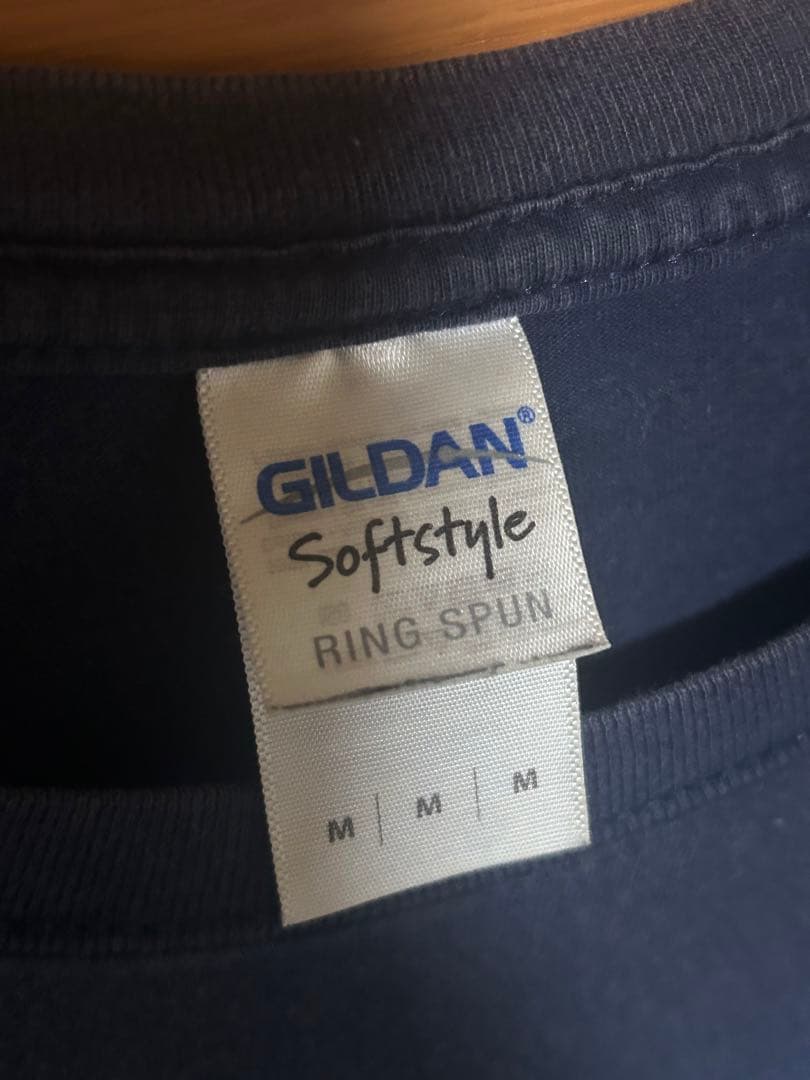 GILDAN®
Softstyle
RING SPUN
M | M | M